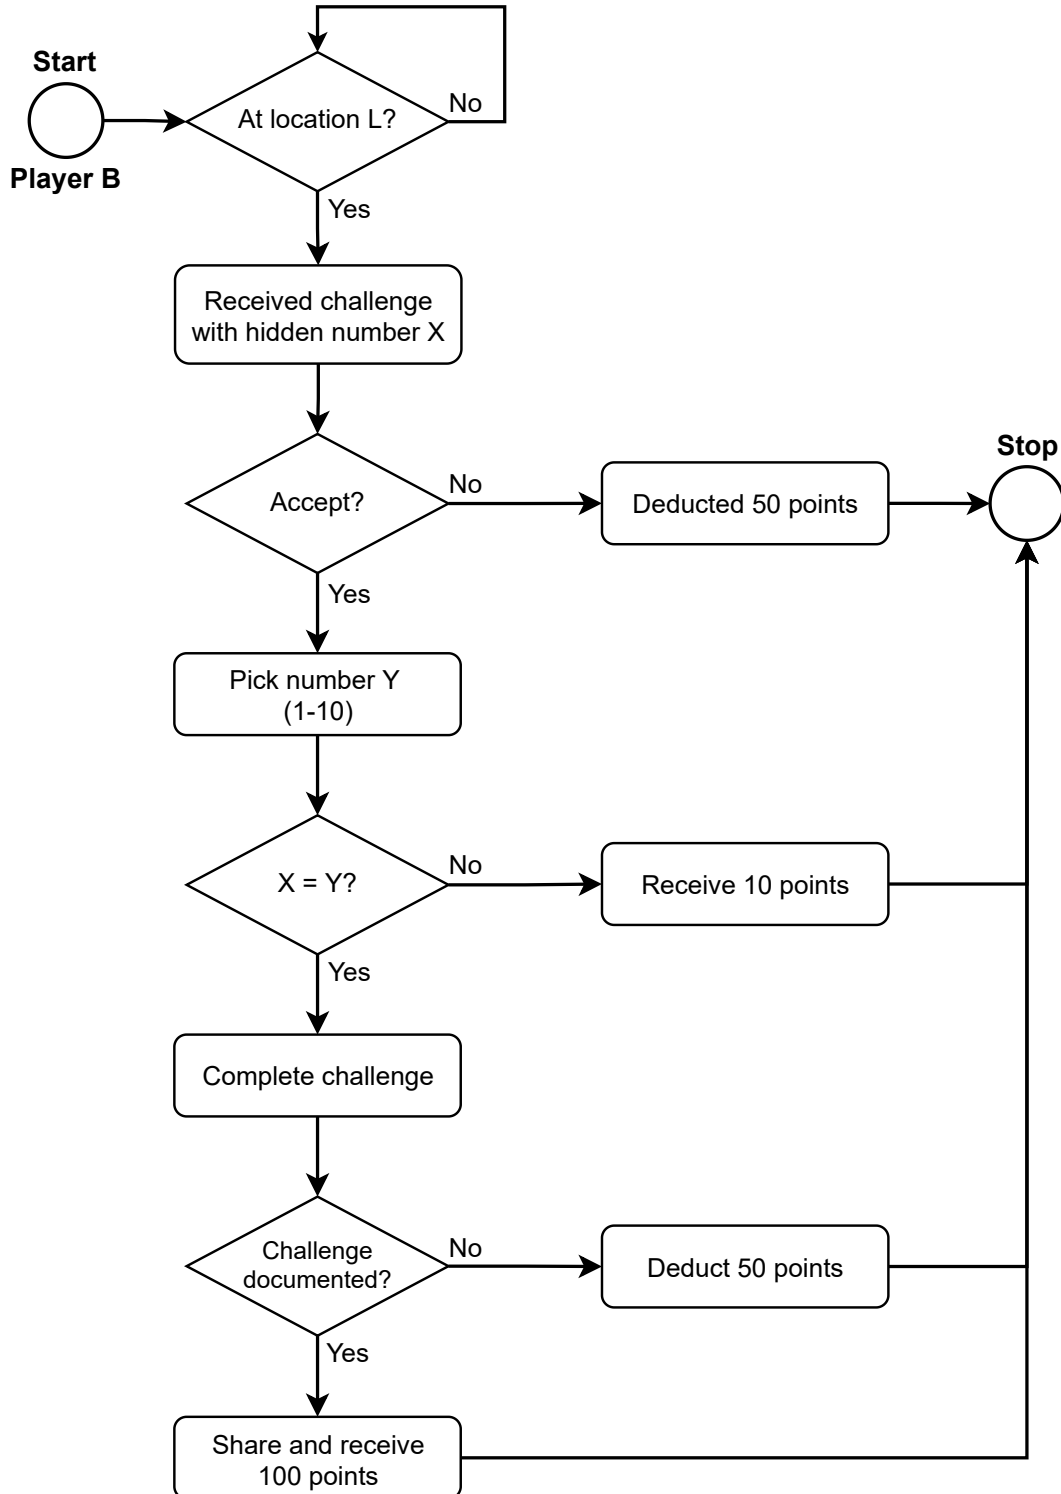 Start
Player B
At location L?
No
Yes
Received challenge
with hidden number X
Accept?
No
Deducted 50 points
Stop
Yes
Pick number Y
(1-10)
X = Y?
No
Receive 10 points
Yes
Complete challenge
Challenge
documented?
No
Deduct 50 points
Yes
Share and receive
100 points